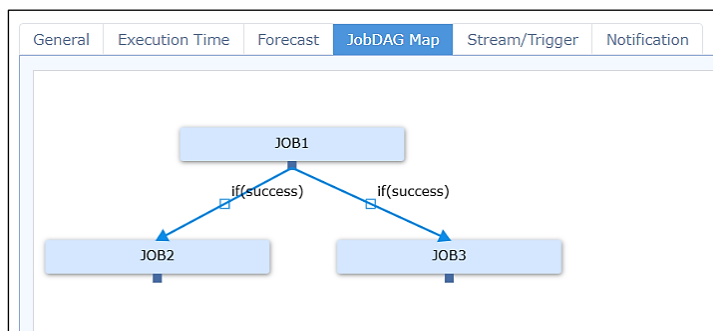 General Execution Time Forecast JobDAG Map Stream/Trigger Notification
JOB1
if(success) if(success)
JOB2 JOB3